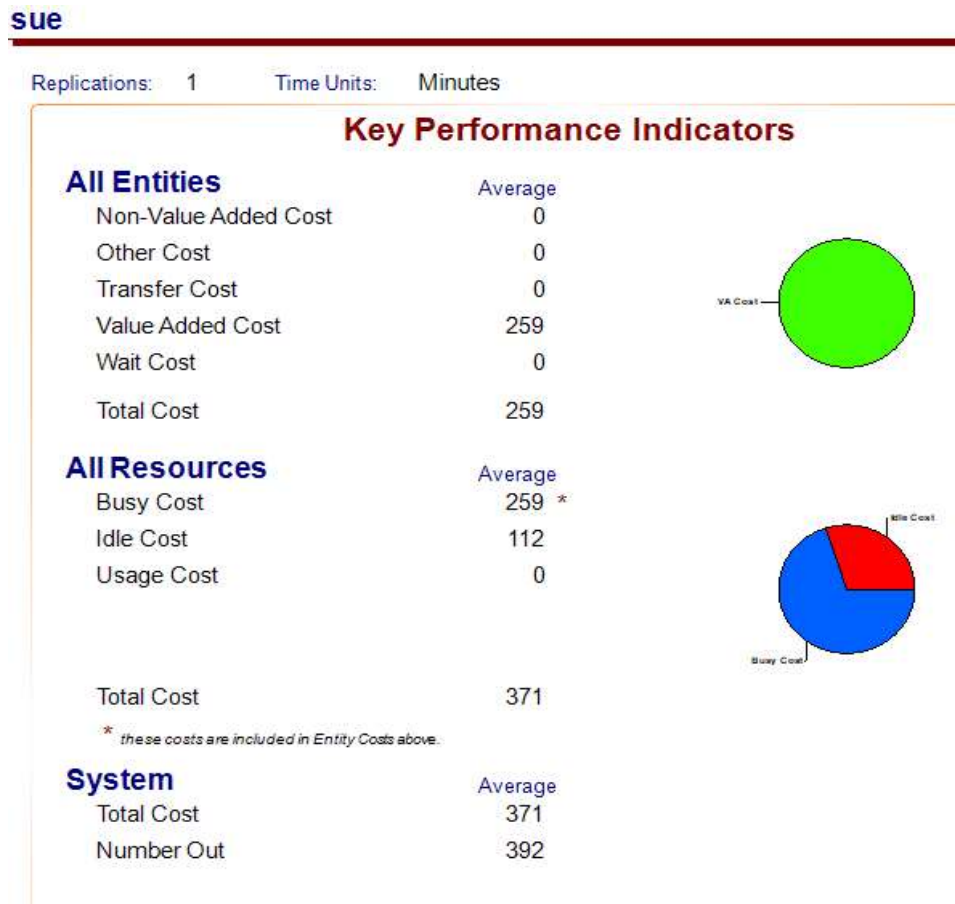 sue
Replications: 1 Time Units: Minutes
Key Performance Indicators
All Entities Average
Non-Value Added Cost 0
Other Cost 0
Transfer Cost 0
Value Added Cost 259
Wait Cost 0
Total Cost 259
VA Cost
All Resources Average
Busy Cost 259 *
Idle Cost 112
Usage Cost 0
Idle Cost
Busy Cost
Total Cost 371
* these costs are included in Entity Costs above.
System Average
Total Cost 371
Number Out 392